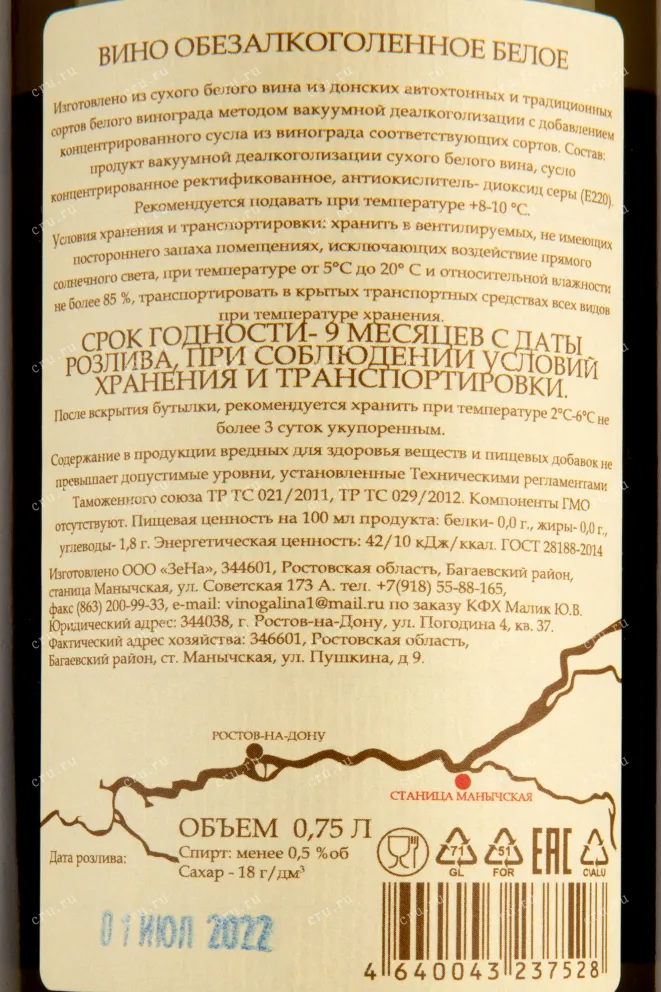 ВИНО ОБЕЗАЛКОГОЛЕННОЕ БЕЛОЕ
Изготовлено из сухого белого вина из донских автохтонных и традиционных
сортов белого винограда методом вакуумной деалкоголизации с добавлением
концентрированного сусла из винограда соответствующих сортов. Состав:
продукт вакуумной деалкоголизации сухого белого вина, сусло
концентрированное ректификованное, антиокислитель- диоксид серы (Е220).
Рекомендуется подавать при температуре +8-10 °С.
Условия хранения и транспортировки: хранить в вентилируемых, не имеющих
постороннего запаха помещениях, исключающих воздействие прямого
солнечного света, при температуре от 5°С до 20° С и относительной влажности
не более 85 %, транспортировать в крытых транспортных средствах всех видов
при температуре хранения.
СРОК ГОДНОСТИ- 9 МЕСЯЦЕВ С ДАТЫ
РОЗЛИВА, ПРИ СОБЛЮДЕНИИ УСЛОВИЙ
ХРАНЕНИЯ И ТРАНСПОРТИРОВКИ.
После вскрытия бутылки, рекомендуется хранить при температуре 2°С-6°С не
более 3 суток укупоренным.
Содержание в продукции вредных для здоровья веществ и пищевых добавок не
превышает допустимые уровни, установленные Техническими регламентами
Таможенного союза ТР ТС 021/2011, ТР ТС 029/2012. Компоненты ГМО
отсутствуют. Пищевая ценность на 100 мл продукта: белки- 0,0 г., жиры- 0,0 г.,
углеводы- 1,8 г. Энергетическая ценность: 42/10 кДж/ккал. ГОСТ 28188-2014
Изготовлено ООО «ЗеНа», 344601, Ростовская область, Багаевский район,
станица Манычская, ул. Советская 173 А. тел. +7(918) 55-88-165,
факс (863) 200-99-33, e-mail: vinogalina1@mail.ru по заказу КФХ Малик Ю.В.
Юридический адрес: 344038, г. Ростов-на-Дону, ул. Погодина 4, кв. 37.
Фактический адрес хозяйства: 346601, Ростовская область,
Багаевский район, ст. Манычская, ул. Пушкина, д 9.
РОСТОВ-НА-ДОНУ
СТАНИЦА МАНЫЧСКАЯ
ОБЪЕМ 0,75 Л
Дата розлива:
Спирт: менее 0,5 %об
Сахар - 18 г/дм³
71
GL
51
FOR
EAC
C\ALU
01 ИЮЛ 2022
4 640043 237528
cru.ru